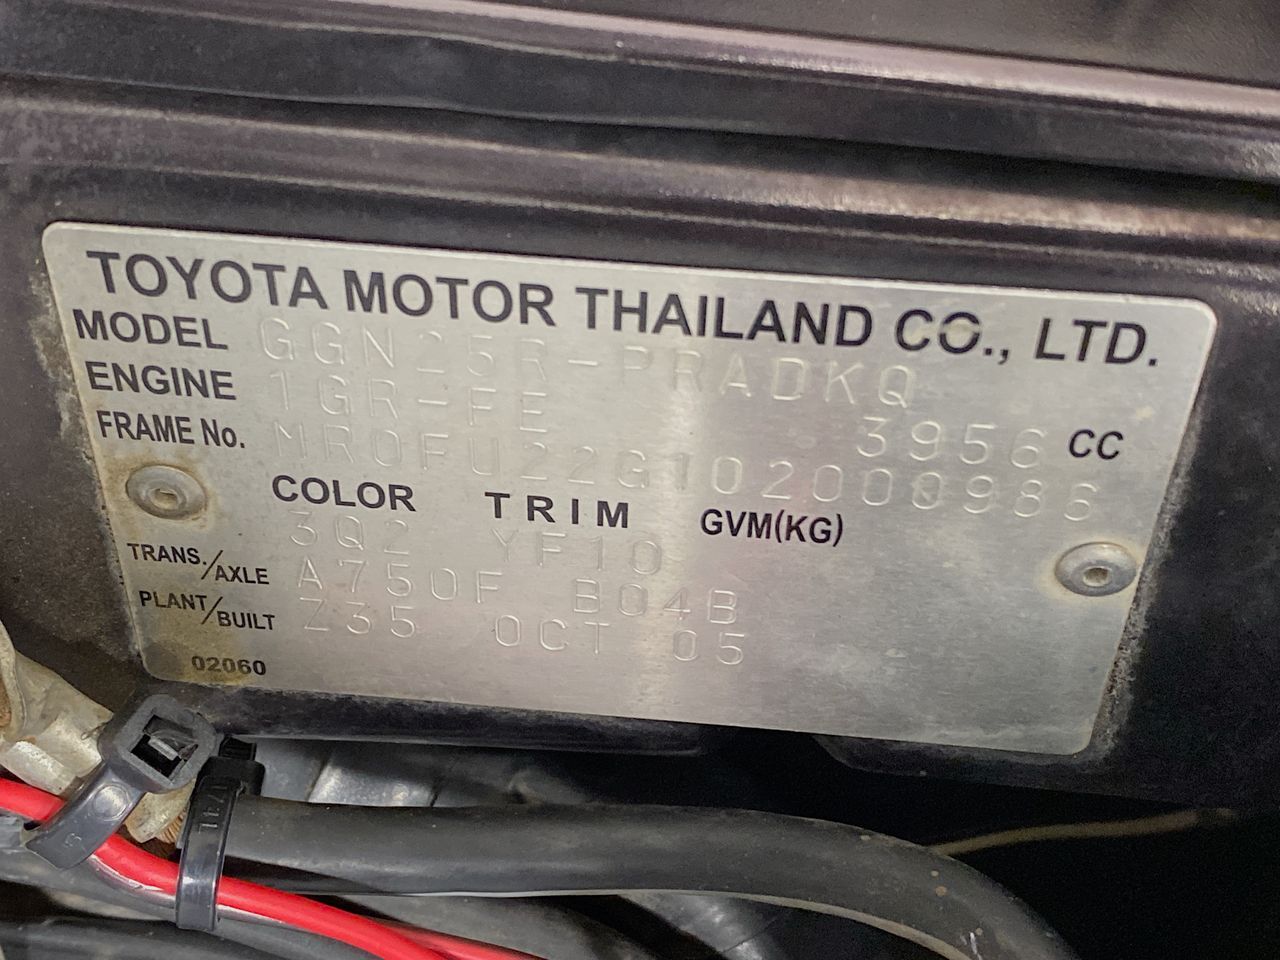 TOYOTA MOTOR THAILAND CO., LTD.
MODEL GGN25R-PRADKQ
ENGINE 1GR-FE 3956 CC
FRAME No. MR0FU22G102000986
COLOR TRIM GVM(KG)
3Q2 YF10
TRANS./AXLE A750F B04B
PLANT/BUILT Z35 OCT 05
02060